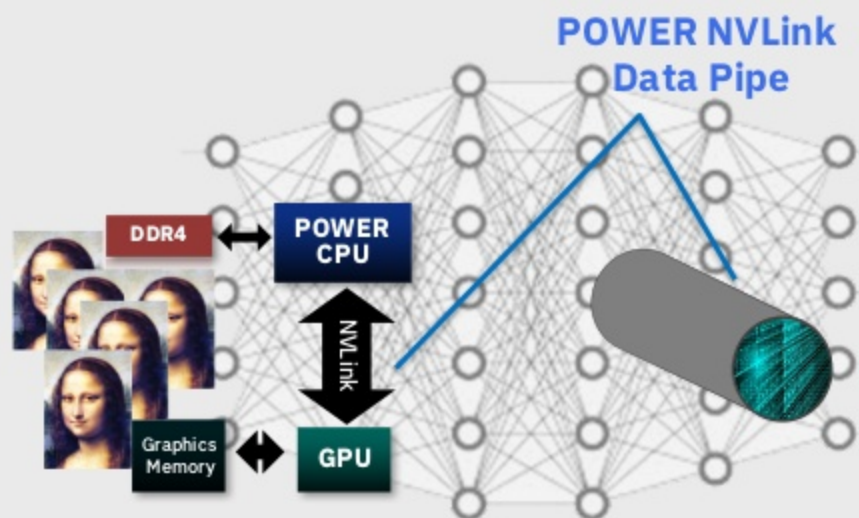 POWER NVLink
Data Pipe
DDR4
POWER
CPU
NVLink
Graphics
Memory
GPU